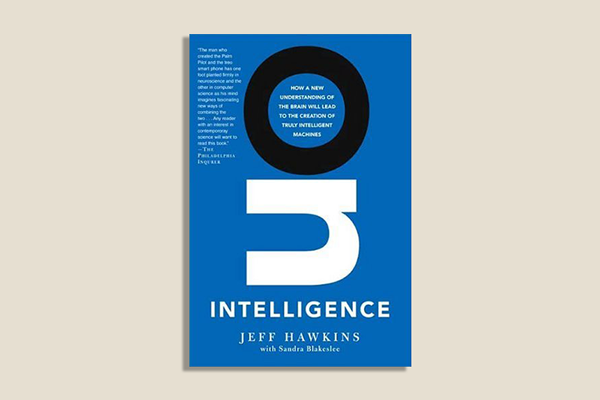 "The man who
created the Palm
Pilot and the treo
smart phone has one
foot planted firmly in
neuroscience and the
other in computer
science as his mind
imagines fascinating
new ways of
combining the
two . . . Any reader
with an interest in
contemporary
science will want to
read this book."
—The
Philadelphia
Inquirer
HOW A NEW
UNDERSTANDING OF
THE BRAIN WILL LEAD
TO THE CREATION OF
TRULY INTELLIGENT
MACHINES
On
INTELLIGENCE
JEFF HAWKINS
with Sandra Blakeslee